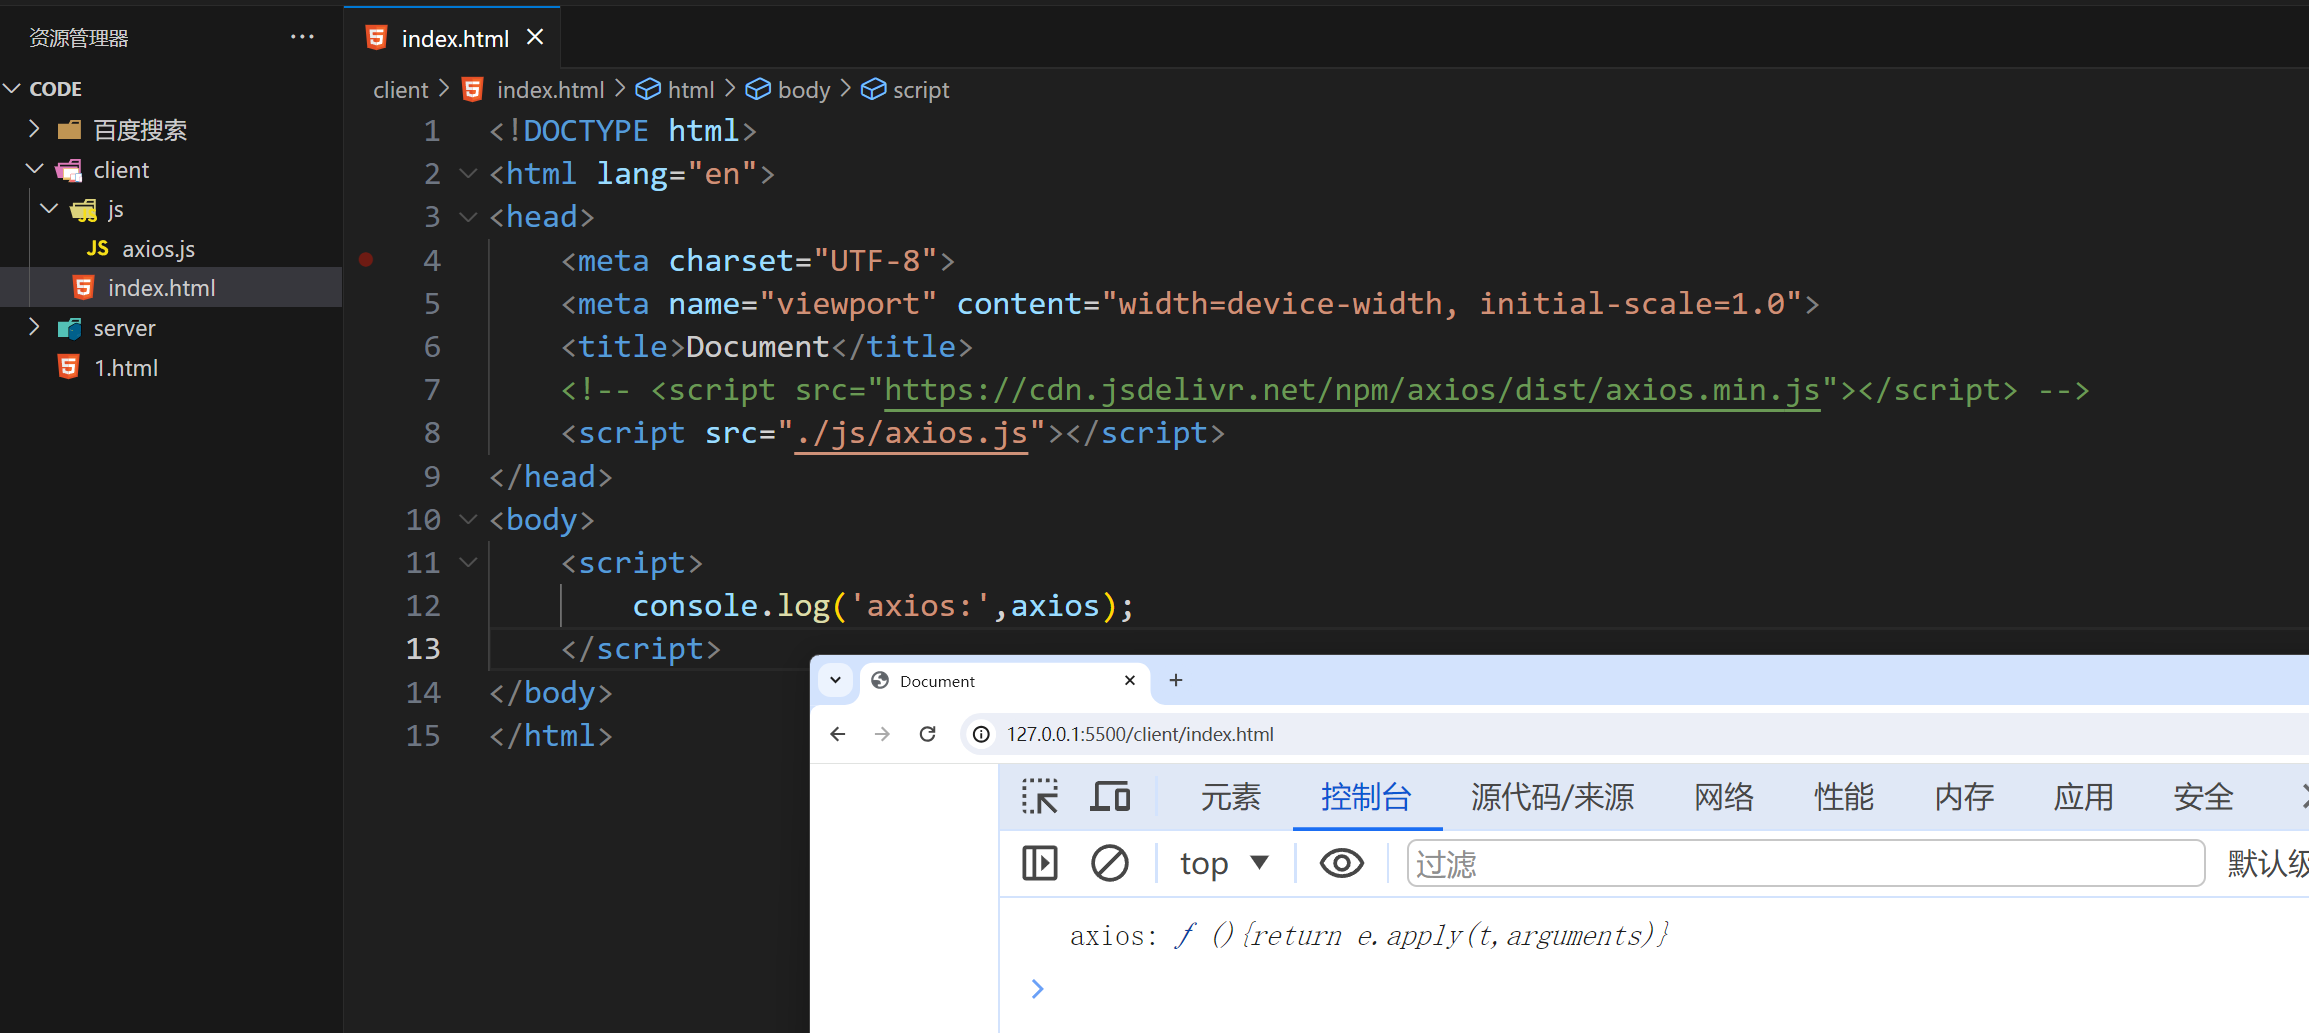 资源管理器 ···
CODE
百度搜索
client
js
JS axios.js
index.html
server
1.html
index.html ×
client > index.html > html > body > script
1 <!DOCTYPE html>
2 <html lang="en">
3 <head>
4 <meta charset="UTF-8">
5 <meta name="viewport" content="width=device-width, initial-scale=1.0">
6 <title>Document</title>
7 <!-- <script src="https://cdn.jsdelivr.net/npm/axios/dist/axios.min.js"></script> -->
8 <script src="./js/axios.js"></script>
9 </head>
10 <body>
11 <script>
12 console.log('axios:',axios);
13 </script>
14 </body>
15 </html>
Document × +
127.0.0.1:5500/client/index.html
元素 控制台 源代码/来源 网络 性能 内存 应用 安全
top ▼ 过滤 默认级
axios: ƒ (){return e.apply(t,arguments)}
>